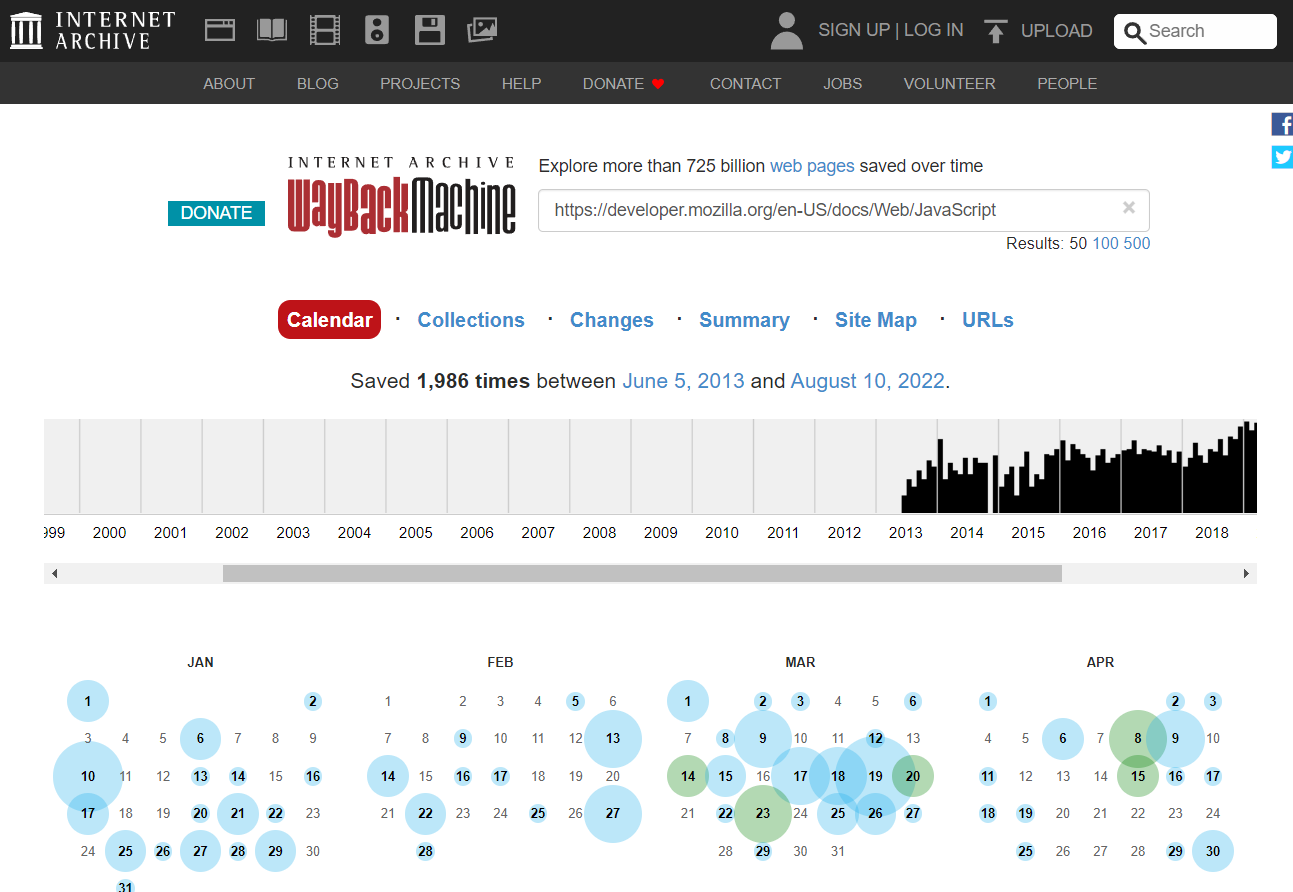 INTERNET
ARCHIVE
SIGN UP | LOG IN
UPLOAD
Search
ABOUT BLOG PROJECTS HELP DONATE CONTACT JOBS VOLUNTEER PEOPLE
INTERNET ARCHIVE
WayBackMachine
DONATE
Explore more than 725 billion web pages saved over time
https://developer.mozilla.org/en-US/docs/Web/JavaScript
Results: 50 100 500
Calendar · Collections · Changes · Summary · Site Map · URLs
Saved 1,986 times between June 5, 2013 and August 10, 2022.
999 2000 2001 2002 2003 2004 2005 2006 2007 2008 2009 2010 2011 2012 2013 2014 2015 2016 2017 2018
JAN
1 2
3 4 5 6 7 8 9
10 11 12 13 14 15 16
17 18 19 20 21 22 23
24 25 26 27 28 29 30
31
FEB
1 2 3 4 5 6
7 8 9 10 11 12 13
14 15 16 17 18 19 20
21 22 23 24 25 26 27
28
MAR
1 2 3 4 5 6
7 8 9 10 11 12 13
14 15 16 17 18 19 20
21 22 23 24 25 26 27
28 29 30 31
APR
1 2 3
4 5 6 7 8 9 10
11 12 13 14 15 16 17
18 19 20 21 22 23 24
25 26 27 28 29 30